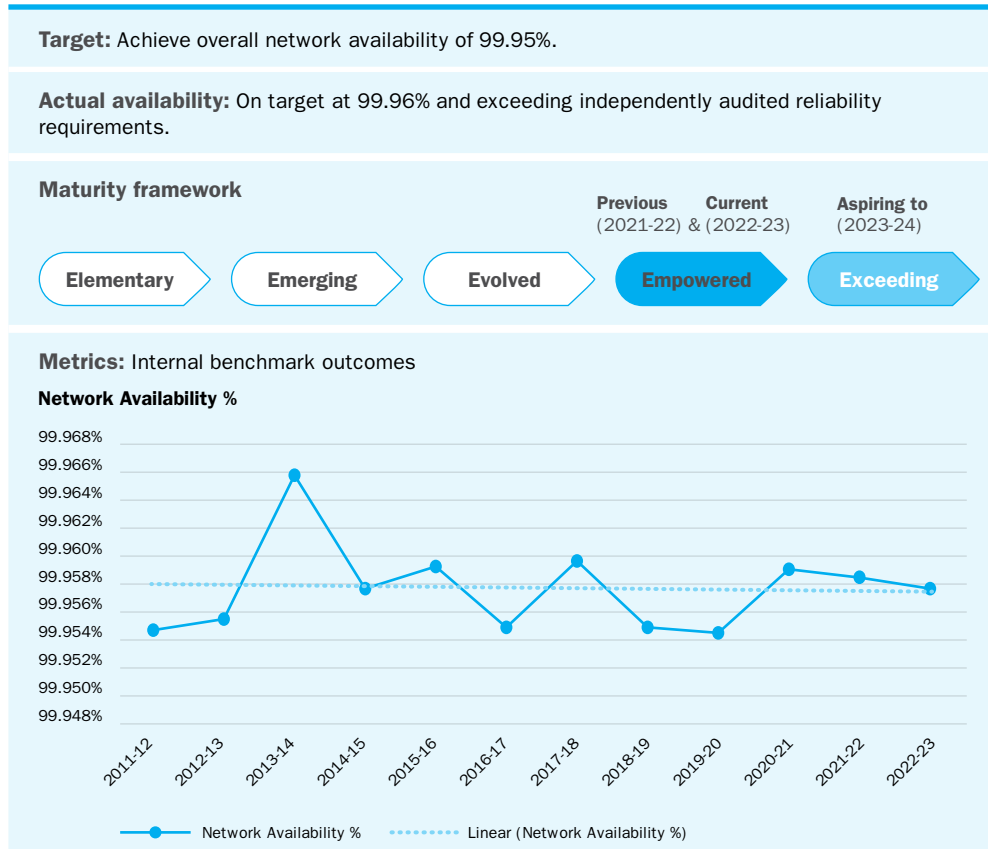 Target: Achieve overall network availability of 99.95%.
Actual availability: On target at 99.96% and exceeding independently audited reliability
requirements.
Maturity framework
Previous Current Aspiring to
(2021-22) & (2022-23) (2023-24)
Elementary Emerging Evolved Empowered Exceeding
Metrics: Internal benchmark outcomes
Network Availability %
99.968%
99.966%
99.964%
99.962%
99.960%
99.958%
99.956%
99.954%
99.952%
99.950%
99.948%
2011-12 2012-13 2013-14 2014-15 2015-16 2016-17 2017-18 2018-19 2019-20 2020-21 2021-22 2022-23
Network Availability % Linear (Network Availability %)